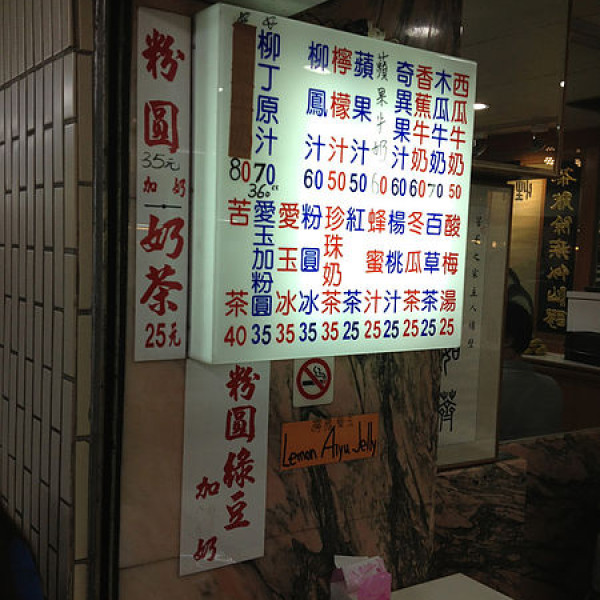 粉圓
35元
加奶
奶茶
25元
西瓜牛奶 50
木瓜牛奶 70
香蕉牛奶 60
奇異果汁 60
蘋果牛奶 60
蘋果汁 50
檸檬汁 50
柳鳳汁 60
柳丁原汁 70
360cc
80
酸梅湯 25
百草茶 25
冬瓜茶 25
楊桃汁 25
蜂蜜汁 25
紅茶 25
珍珠奶茶 35
粉圓冰 35
愛玉冰 35
愛玉加粉圓 35
苦茶 40
粉圓綠豆
加奶
Lemon Aiyu Jelly